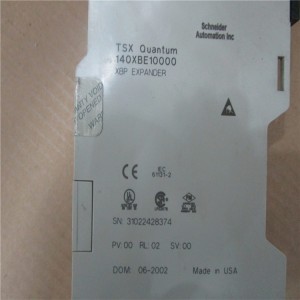 Schneider
Automation Inc
TSX Quantum
140XBE10000
XBP EXPANDER
CE
IEC
SN: 31022428374
PV:00 RL:02 SV:00
DOM: 06-2002
Made in USA